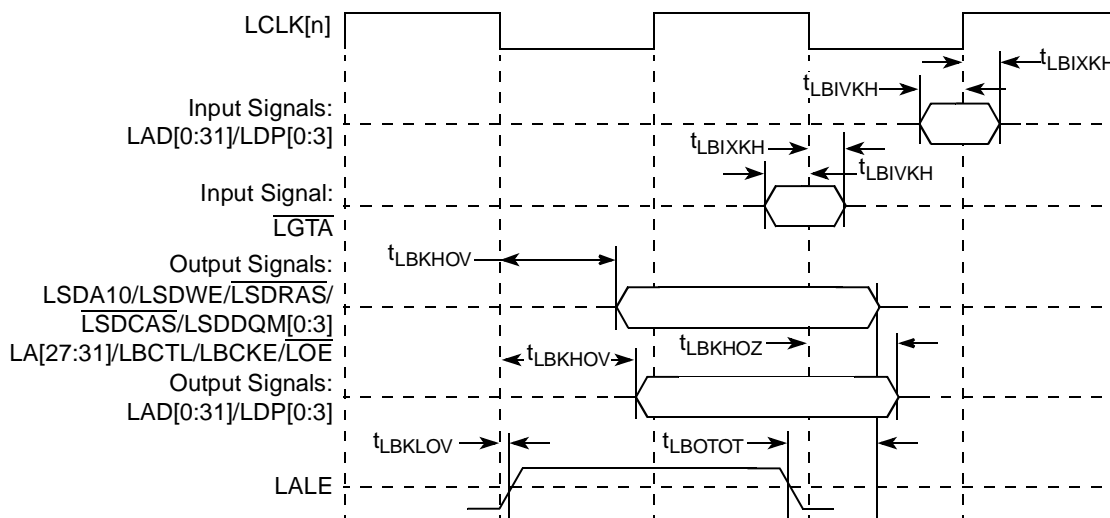 LCLK[n]
tLBIXKH
tLBIVKH
Input Signals:
LAD[0:31]/LDP[0:3]
tLBIXKH
tLBIVKH
Input Signal:
LGTA
tLBKHOV
Output Signals:
LSDA10/LSDWE/LSDRAS/
LSDCAS/LSDDQM[0:3]
LA[27:31]/LBCTL/LBCKE/LOE
tLBKHOV
tLBKHOZ
Output Signals:
LAD[0:31]/LDP[0:3]
tLBKLOV
tLBOTOT
LALE